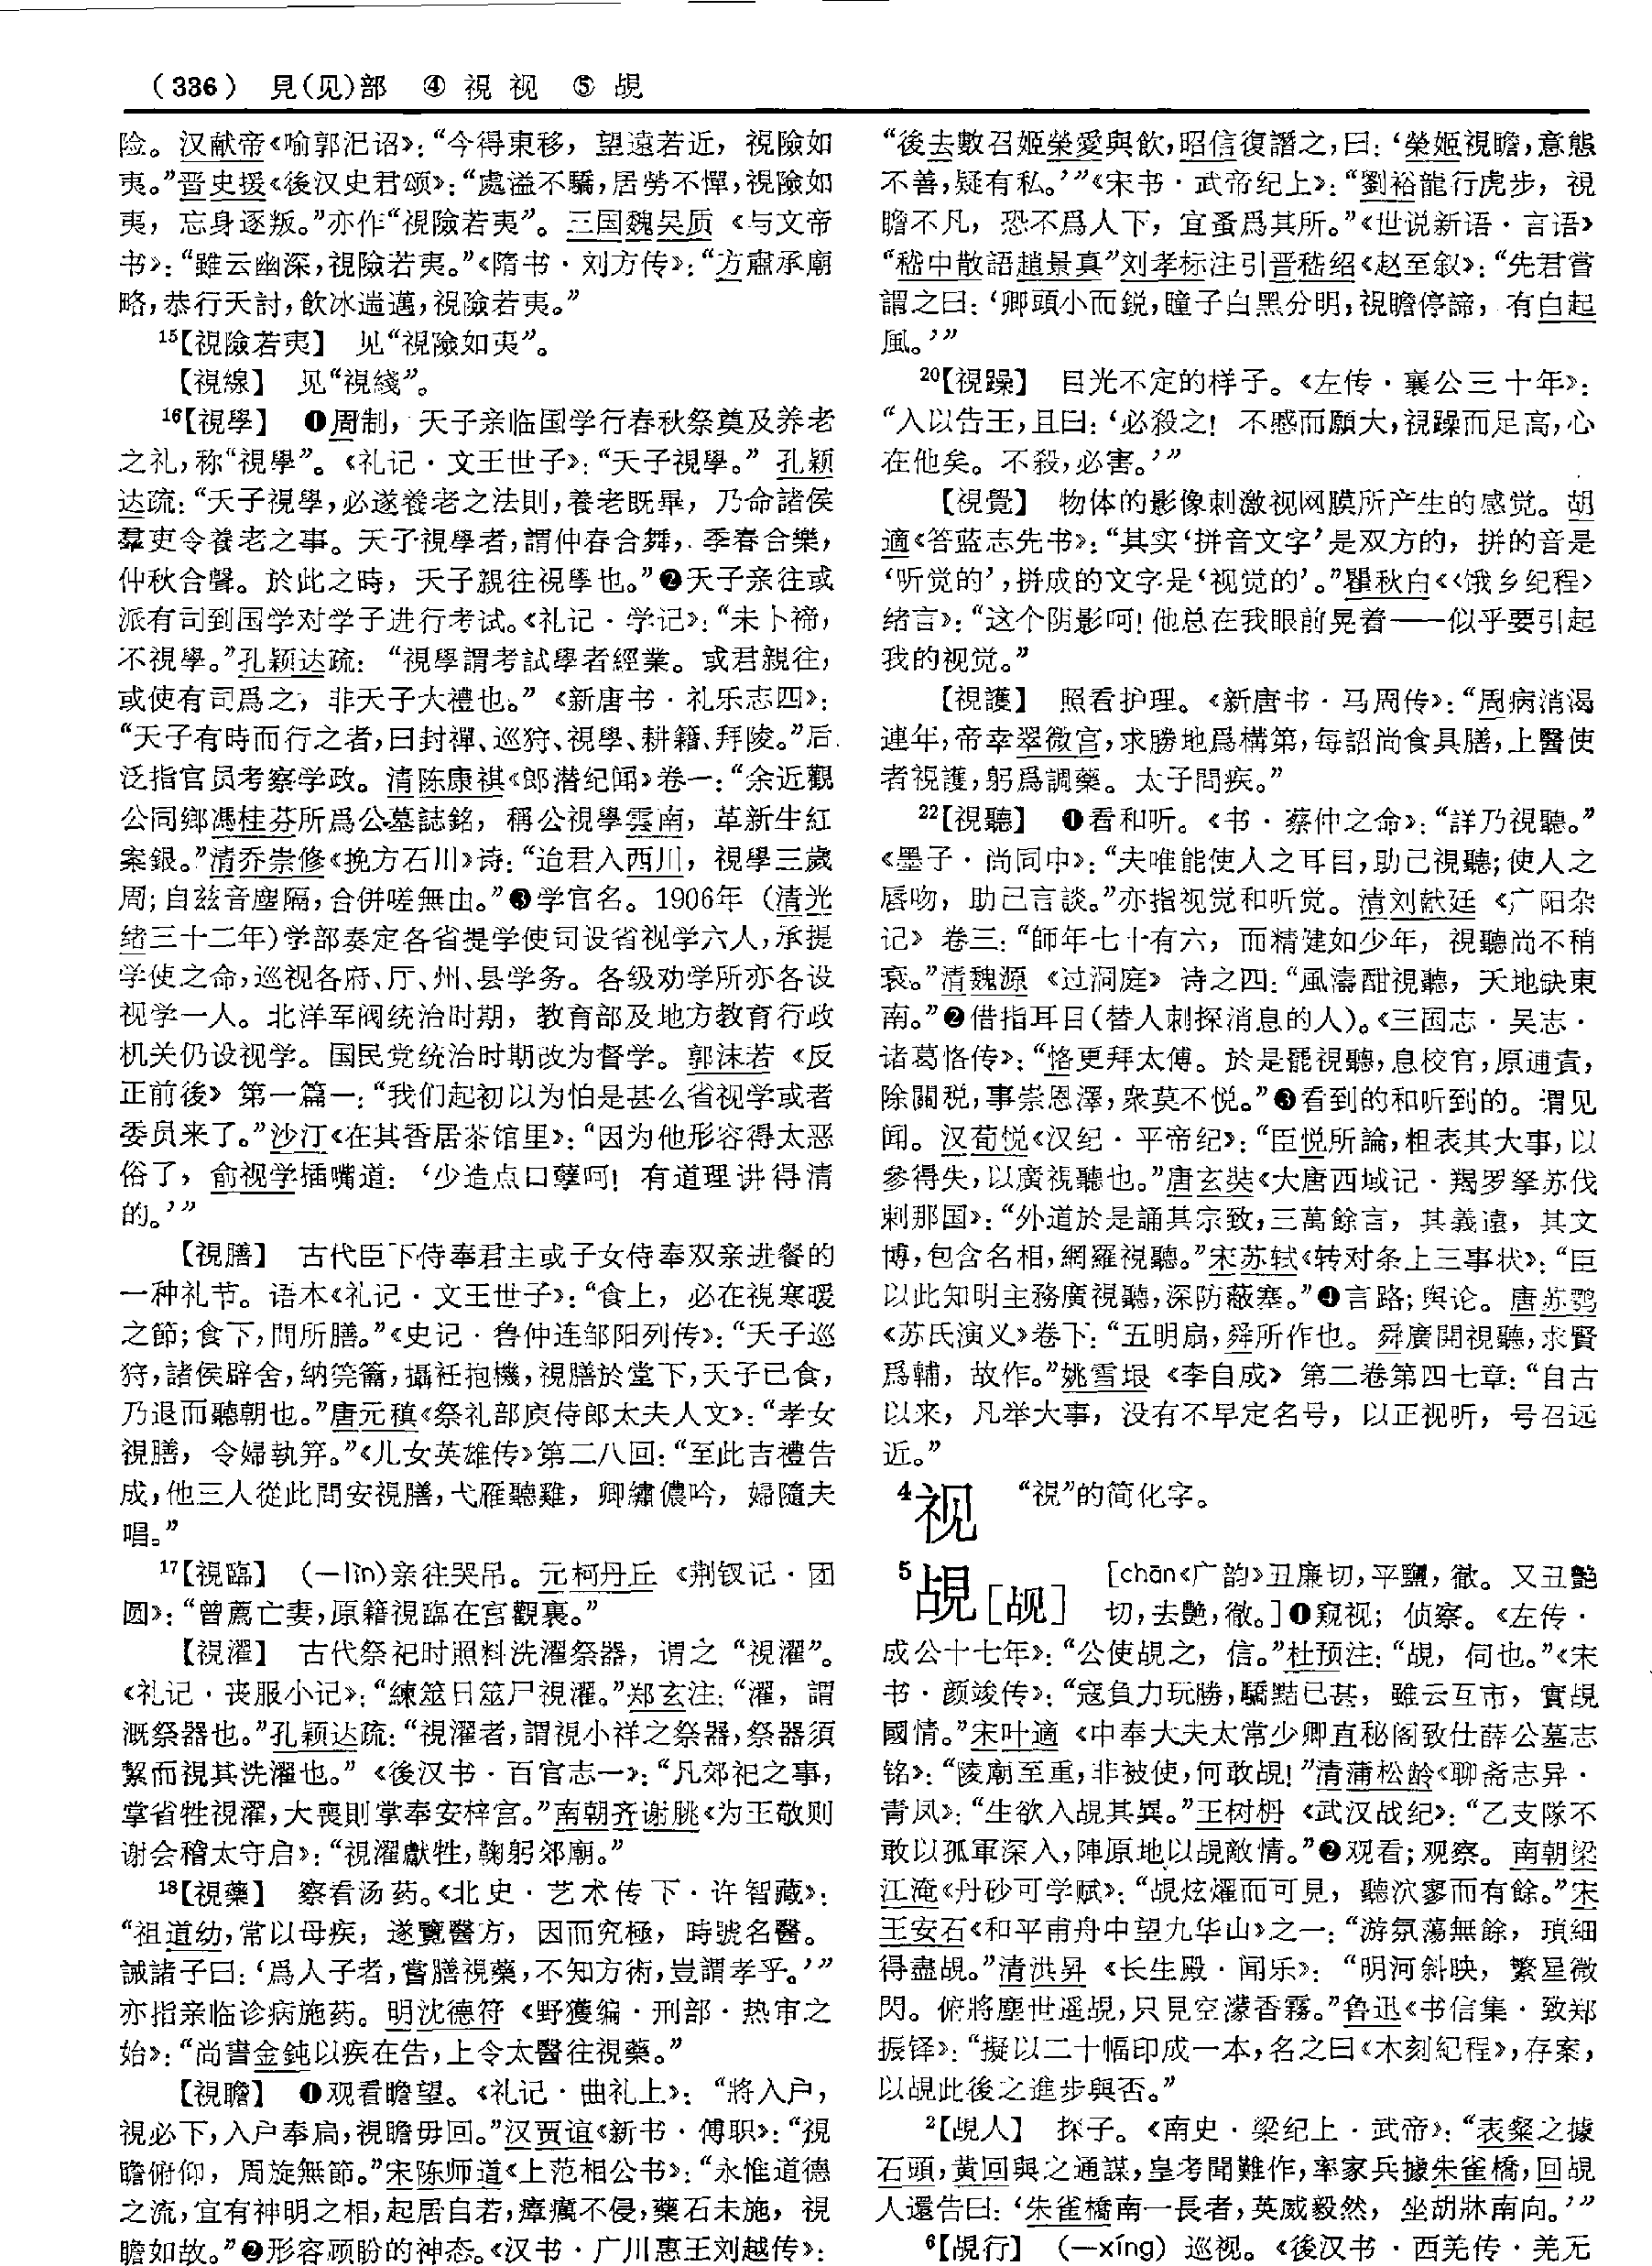 （336） 見(见)部 ④ 視 视 ⑤ 覘
险。汉献帝《喻郭汜诏》：“今得東移，望遠若近，視險如
夷。”晋史援《後汉史君颂》：“處溢不驕，居勞不憚，視險如
夷，忘身逐叛。”亦作“視險若夷”。三国魏吴质《与文帝
书》：“雖云幽深，視險若夷。”《隋书·刘方传》：“方肅承廟
略，恭行天討，飲冰遄邁，視險若夷。”
15【視險若夷】 见“視險如夷”。
【視線】 见“視綫”。
16【視學】 ❶周制，天子亲临国学行春秋祭奠及养老
之礼，称“視學”。《礼记·文王世子》：“天子視學。”孔颖
达疏：“天子視學，必遂養老之法則，養老既畢，乃命諸侯
羣吏令養老之事。天子視學者，謂仲春合舞，季春合樂，
仲秋合聲。於此之時，天子親往視學也。”❷天子亲往或
派有司到国学对学子进行考试。《礼记·学记》：“未卜禘，
不視學。”孔颖达疏：“視學謂考試學者經業。或君親往，
或使有司爲之，非天子大禮也。”《新唐书·礼乐志四》：
“天子有時而行之者，曰封禪、巡狩、視學、耕籍、拜陵。”后
泛指官员考察学政。清陈康祺《郎潜纪闻》卷一：“余近觀
公同鄉馮桂芬所爲公墓誌銘，稱公視學雲南，革新生紅
案銀。”清乔崇修《挽方石川》诗：“迨君入西川，視學三歲
周；自兹音塵隔，合併嗟無由。”❸学官名。1906年（清光
绪三十二年）学部奏定各省提学使司设省视学六人，承提
学使之命，巡视各府、厅、州、县学务。各级劝学所亦各设
视学一人。北洋军阀统治时期，教育部及地方教育行政
机关仍设视学。国民党统治时期改为督学。郭沫若《反
正前後》第一篇一：“我们起初以为怕是甚么省视学或者
委员来了。”沙汀《在其香居茶馆里》：“因为他形容得太恶
俗了，俞视学插嘴道：‘少造点口孽呵！有道理讲得清
的。’”
【視膳】 古代臣下侍奉君主或子女侍奉双亲进餐的
一种礼节。语本《礼记·文王世子》：“食上，必在視寒暖
之節；食下，問所膳。”《史记·鲁仲连邹阳列传》：“天子巡
狩，諸侯辟舍，納筦籥，攝衽抱機，視膳於堂下，天子已食，
乃退而聽朝也。”唐元稹《祭礼部庾侍郎太夫人文》：“孝女
視膳，令婦執笲。”《儿女英雄传》第二八回：“至此吉禮告
成，他三人從此問安視膳，弋雁聽雞，卿繡儂吟，婦隨夫
唱。”
17【視臨】 （—lìn）亲往哭吊。元柯丹丘《荆钗记·团
圆》：“曾薦亡妻，原籍視臨在宫觀裏。”
【視濯】 古代祭祀时照料洗濯祭器，谓之“視濯”。
《礼记·丧服小记》：“練筮日筮尸視濯。”郑玄注：“濯，謂
溉祭器也。”孔颖达疏：“視濯者，謂視小祥之祭器，祭器須
絜而視其洗濯也。”《後汉书·百官志一》：“凡郊祀之事，
掌省牲視濯，大喪則掌奉安梓宫。”南朝齐谢朓《为王敬则
谢会稽太守启》：“視濯獻牲，鞠躬郊廟。”
18【視藥】 察看汤药。《北史·艺术传下·许智藏》：
“祖道幼，常以母疾，遂覽醫方，因而究極，時號名醫。
誡諸子曰：‘爲人子者，嘗膳視藥，不知方術，豈謂孝乎。’”
亦指亲临诊病施药。明沈德符《野獲编·刑部·热审之
始》：“尚書金鈍以疾在告，上令太醫往視藥。”
【視瞻】 ❶观看瞻望。《礼记·曲礼上》：“將入户，
視必下，入户奉扃，視瞻毋回。”汉贾谊《新书·傅职》：“視
瞻俯仰，周旋無節。”宋陈师道《上范相公书》：“永惟道德
之流，宜有神明之相，起居自若，瘴癘不侵，藥石未施，視
瞻如故。”❷形容顾盼的神态。《汉书·广川惠王刘越传》：
“後去數召姬榮愛與飲，昭信復譖之，曰：‘榮姬視瞻，意態
不善，疑有私。’”《宋书·武帝纪上》：“劉裕龍行虎步，視
瞻不凡，恐不爲人下，宜蚤爲其所。”《世说新语·言语》
“嵇中散語趙景真”刘孝标注引晋嵇绍《赵至叙》：“先君嘗
謂之曰：‘卿頭小而鋭，瞳子白黑分明，視瞻停諦，有白起
風。’”
20【視躁】 目光不定的样子。《左传·襄公三十年》：
“入以告王，且曰：‘必殺之！不慼而願大，視躁而足高，心
在他矣。不殺，必害。’”
【視覺】 物体的影像刺激视网膜所产生的感觉。胡
適《答蓝志先书》：“其实‘拼音文字’是双方的，拼的音是
‘听觉的’，拼成的文字是‘视觉的’。”瞿秋白《〈饿乡纪程〉
绪言》：“这个阴影呵！他总在我眼前晃着——似乎要引起
我的视觉。”
【視護】 照看护理。《新唐书·马周传》：“周病消渴
連年，帝幸翠微宫，求勝地爲構第，每詔尚食具膳，上醫使
者視護，躬爲調藥。太子問疾。”
22【視聽】 ❶看和听。《书·蔡仲之命》：“詳乃視聽。”
《墨子·尚同中》：“夫唯能使人之耳目，助己視聽；使人之
唇吻，助己言談。”亦指视觉和听觉。清刘献廷《广阳杂
记》卷三：“師年七十有六，而精健如少年，視聽尚不稍
衰。”清魏源《过洞庭》诗之四：“風濤酣視聽，天地缺東
南。”❷借指耳目（替人刺探消息的人）。《三国志·吴志·
诸葛恪传》：“恪更拜太傅。於是罷視聽，息校官，原逋責，
除關税，事崇恩澤，衆莫不悦。”❸看到的和听到的。谓见
闻。汉荀悦《汉纪·平帝纪》：“臣悦所論，粗表其大事，以
參得失，以廣視聽也。”唐玄奘《大唐西域记·羯罗拏苏伐
剌那国》：“外道於是誦其宗致，三萬餘言，其義遠，其文
博，包含名相，網羅視聽。”宋苏轼《转对条上三事状》：“臣
以此知明主務廣視聽，深防蔽塞。”❹言路；舆论。唐苏鹗
《苏氏演义》卷下：“五明扇，舜所作也。舜廣開視聽，求賢
爲輔，故作。”姚雪垠《李自成》第二卷第四七章：“自古
以来，凡举大事，没有不早定名号，以正视听，号召远
近。”
4视 “視”的简化字。
5覘［觇］ ［chān《广韵》丑廉切，平鹽，徹。又丑豔
切，去艷，徹。］❶窥视；侦察。《左传·
成公十七年》：“公使覘之，信。”杜预注：“覘，伺也。”《宋
书·颜竣传》：“寇負力玩勝，驕黠已甚，雖云互市，實覘
國情。”宋叶適《中奉大夫太常少卿直秘阁致仕薛公墓志
铭》：“陵廟至重，非被使，何敢覘！”清蒲松龄《聊斋志异·
青凤》：“生欲入覘其異。”王树枬《武汉战纪》：“乙支隊不
敢以孤軍深入，陣原地以覘敵情。”❷观看；观察。南朝梁
江淹《丹砂可学赋》：“覘炫燿而可見，聽沉寥而有餘。”宋
王安石《和平甫舟中望九华山》之一：“游氛蕩無餘，瑣細
得盡覘。”清洪昇《长生殿·闻乐》：“明河斜映，繁星微
閃。俯將塵世遥覘，只見空濛香霧。”鲁迅《书信集·致郑
振铎》：“擬以二十幅印成一本，名之曰《木刻紀程》，存案，
以覘此後之進步與否。”
2【覘人】 探子。《南史·梁纪上·武帝》：“表粲之據
石頭，黄回與之通謀，皇考聞難作，率家兵據朱雀橋，回覘
人還告曰：‘朱雀橋南一長者，英威毅然，坐胡牀南向。’”
6【覘行】 （—xíng）巡视。《後汉书·西羌传·羌无